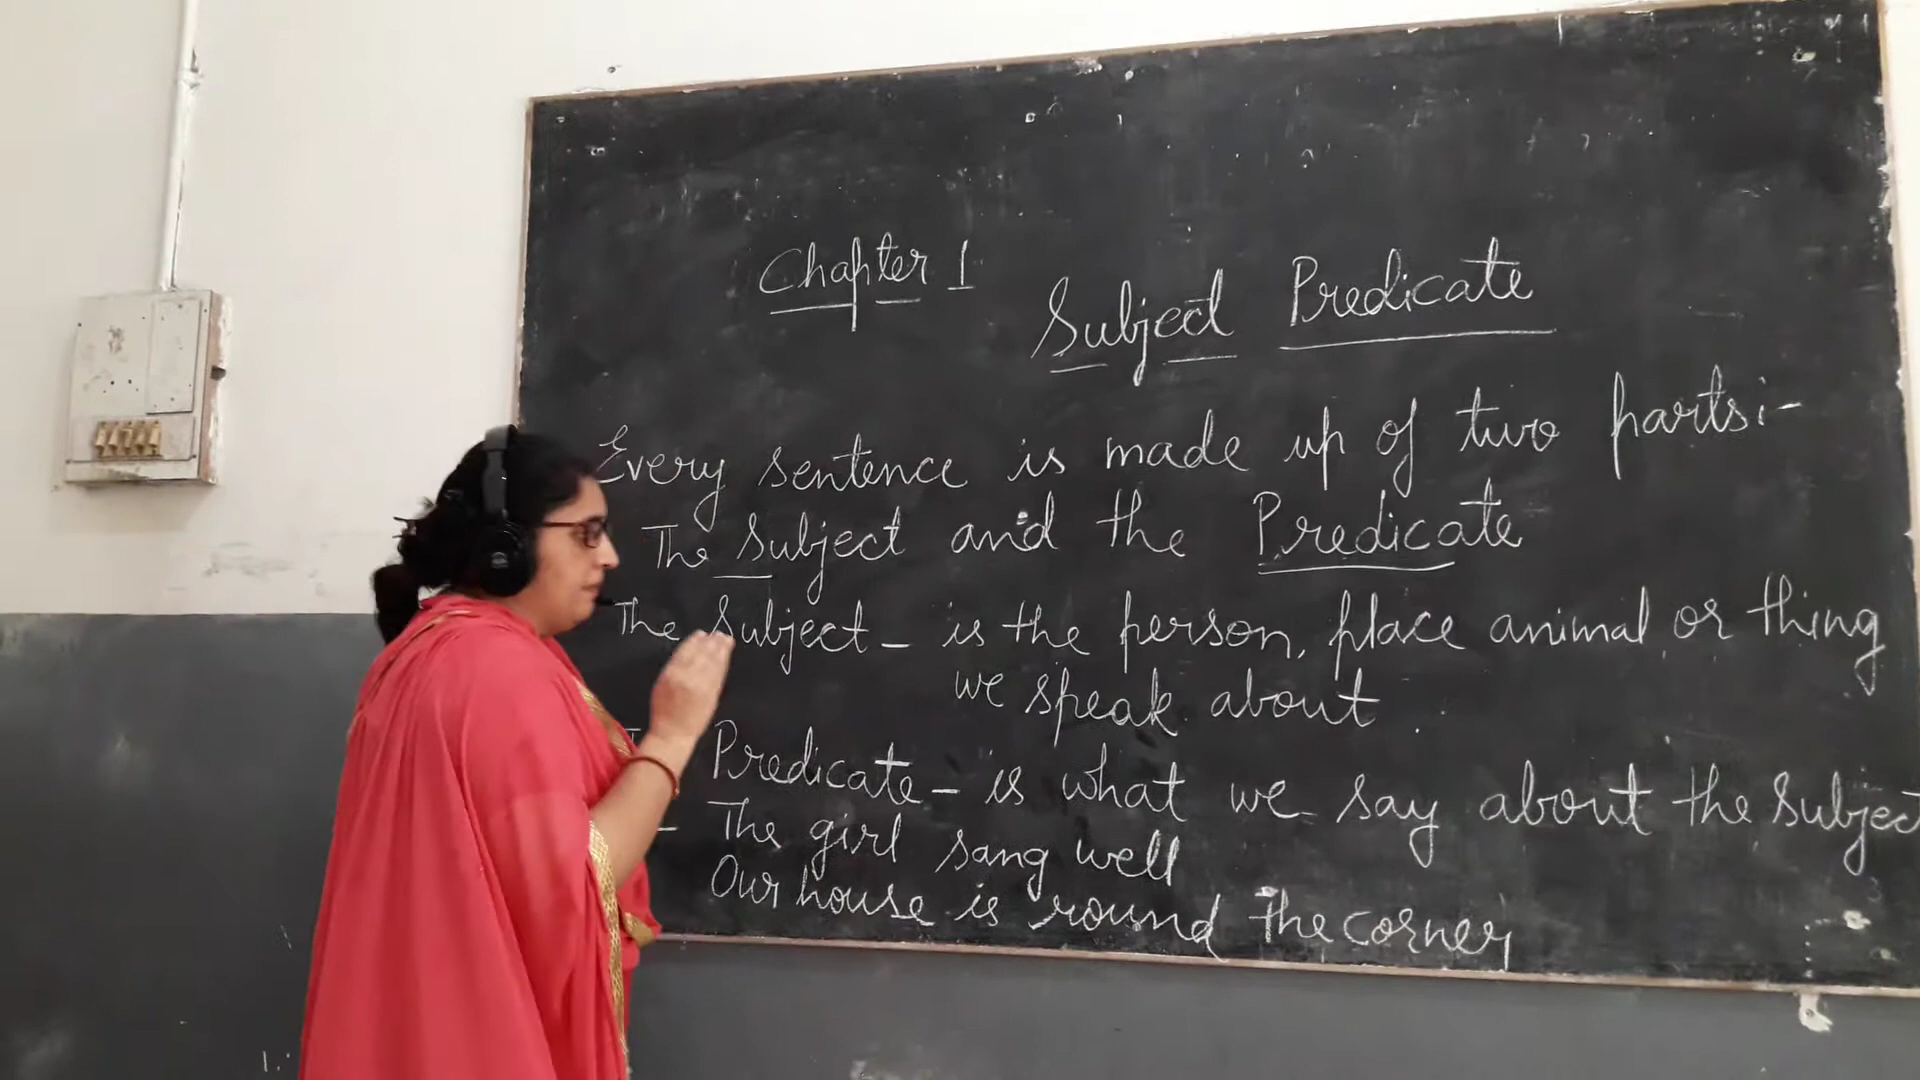 Chapter 1
Subject Predicate
Every sentence is made up of two parts:-
The Subject and the Predicate
The Subject - is the person, place animal or thing
we speak about.
Predicate - is what we say about the subject
- The girl sang well
Our house is round the corner